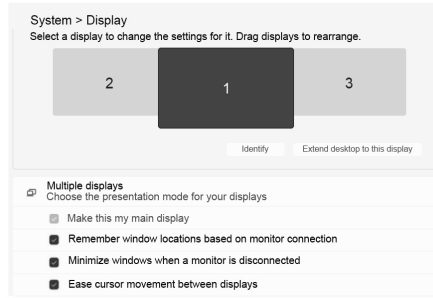 System > Display
Select a display to change the settings for it. Drag displays to rearrange.
2
1
3
Identify
Extend desktop to this display
Multiple displays
Choose the presentation mode for your displays
Make this my main display
Remember window locations based on monitor connection
Minimize windows when a monitor is disconnected
Ease cursor movement between displays